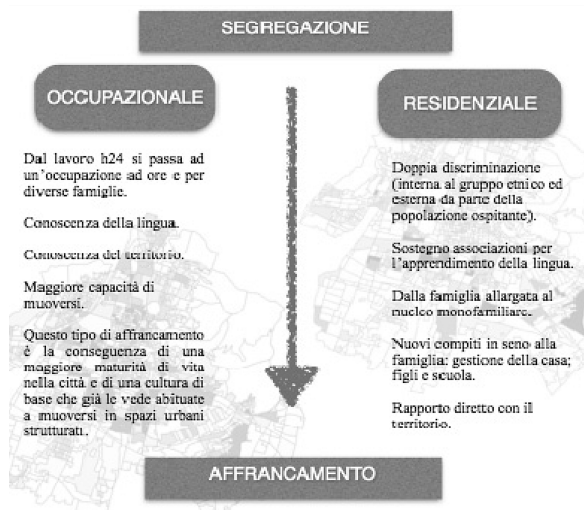 SEGREGAZIONE
OCCUPAZIONALE
Dal lavoro h24 si passa ad
un'occupazione ad ore e per
diverse famiglie.
Conoscenza della lingua.
Conoscenza del territorio.
Maggiore capacità di
muoversi.
Questo tipo di affrancamento
è la conseguenza di una
maggiore maturità di vita
nella città e di una cultura di
base che già le vede abituate
a muoversi in spazi urbani
strutturati.
RESIDENZIALE
Doppia discriminazione
(interna al gruppo etnico ed
esterna da parte della
popolazione ospitante).
Sostegno associazioni per
l'apprendimento della lingua.
Dalla famiglia allargata al
nucleo monofamiliare.
Nuovi compiti in seno alla
famiglia: gestione della casa;
figli e scuola.
Rapporto diretto con il
territorio.
AFFRANCAMENTO